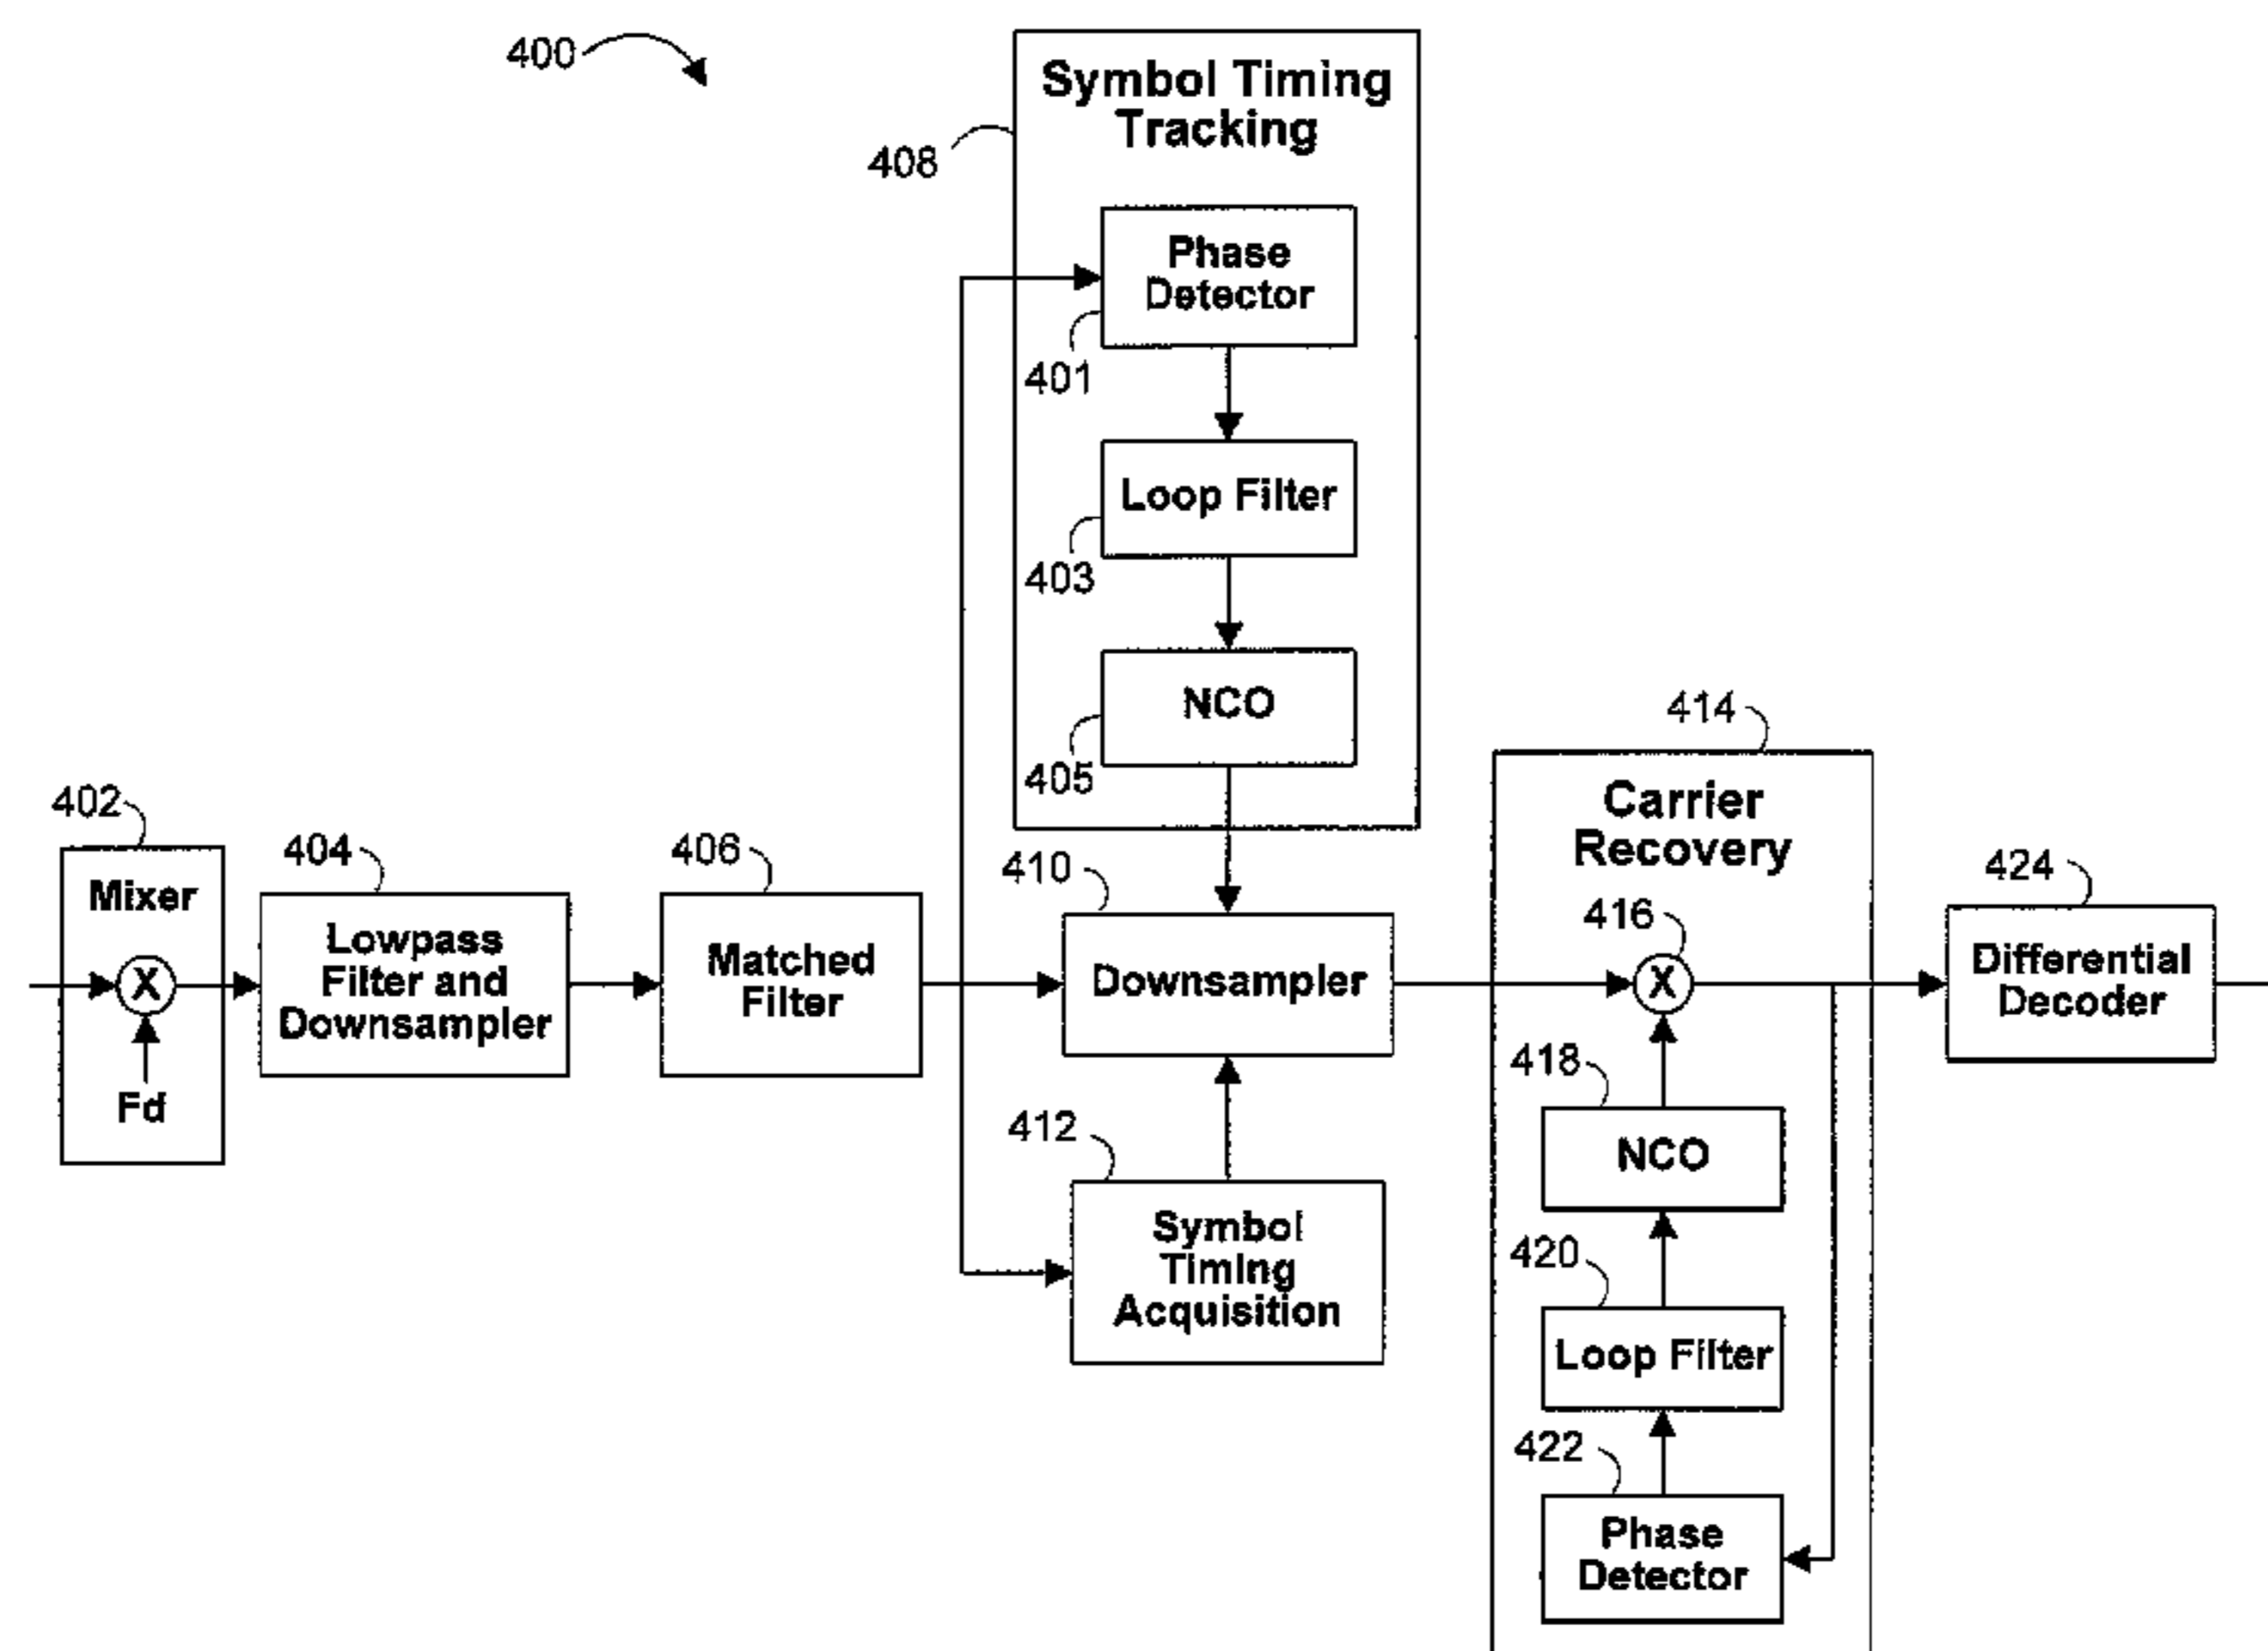 400
Symbol Timing
Tracking
408
Phase
Detector
401
Loop Filter
403
NCO
405
402
Mixer
X
Fd
404
Lowpass
Filter and
Downsampler
406
Matched
Filter
410
Downsampler
412
Symbol
Timing
Acquisition
414
Carrier
Recovery
416
X
418
NCO
420
Loop Filter
422
Phase
Detector
424
Differential
Decoder